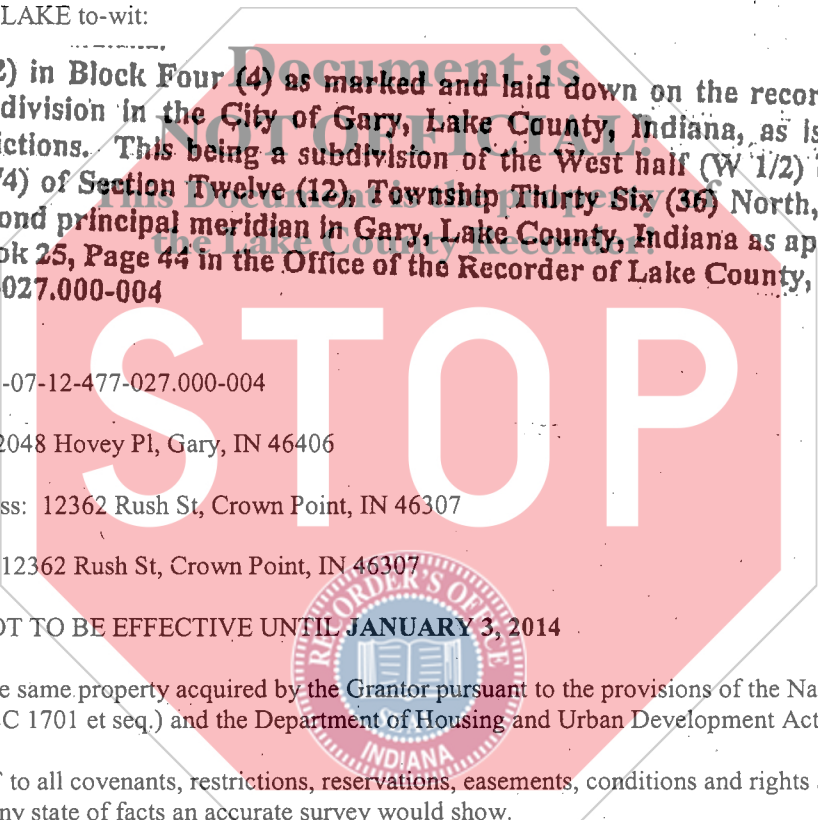 LAKE to-wit:
2) in Block Four (4) as marked and laid down on the recor
division in the City of Gary, Lake County, Indiana, as is
ictions. This being a subdivision of the West half (W 1/2)
/4) of Section Twelve (12), Township Thirty Six (36) North,
ond principal meridian in Gary, Lake County, Indiana as ap
ok 25, Page 44 in the Office of the Recorder of Lake County,
027.000-004
Document is
NOT OFFICIAL!
This Document is the property of
the Lake County Recorder!
STOP
-07-12-477-027.000-004
2048 Hovey Pl, Gary, IN 46406
ss: 12362 Rush St, Crown Point, IN 46307
12362 Rush St, Crown Point, IN 46307
OT TO BE EFFECTIVE UNTIL JANUARY 3, 2014
RECORDER'S OFFICE
SEAL
INDIANA
e same property acquired by the Grantor pursuant to the provisions of the Na
C 1701 et seq.) and the Department of Housing and Urban Development Act
to all covenants, restrictions, reservations, easements, conditions and rights
ny state of facts an accurate survey would show.